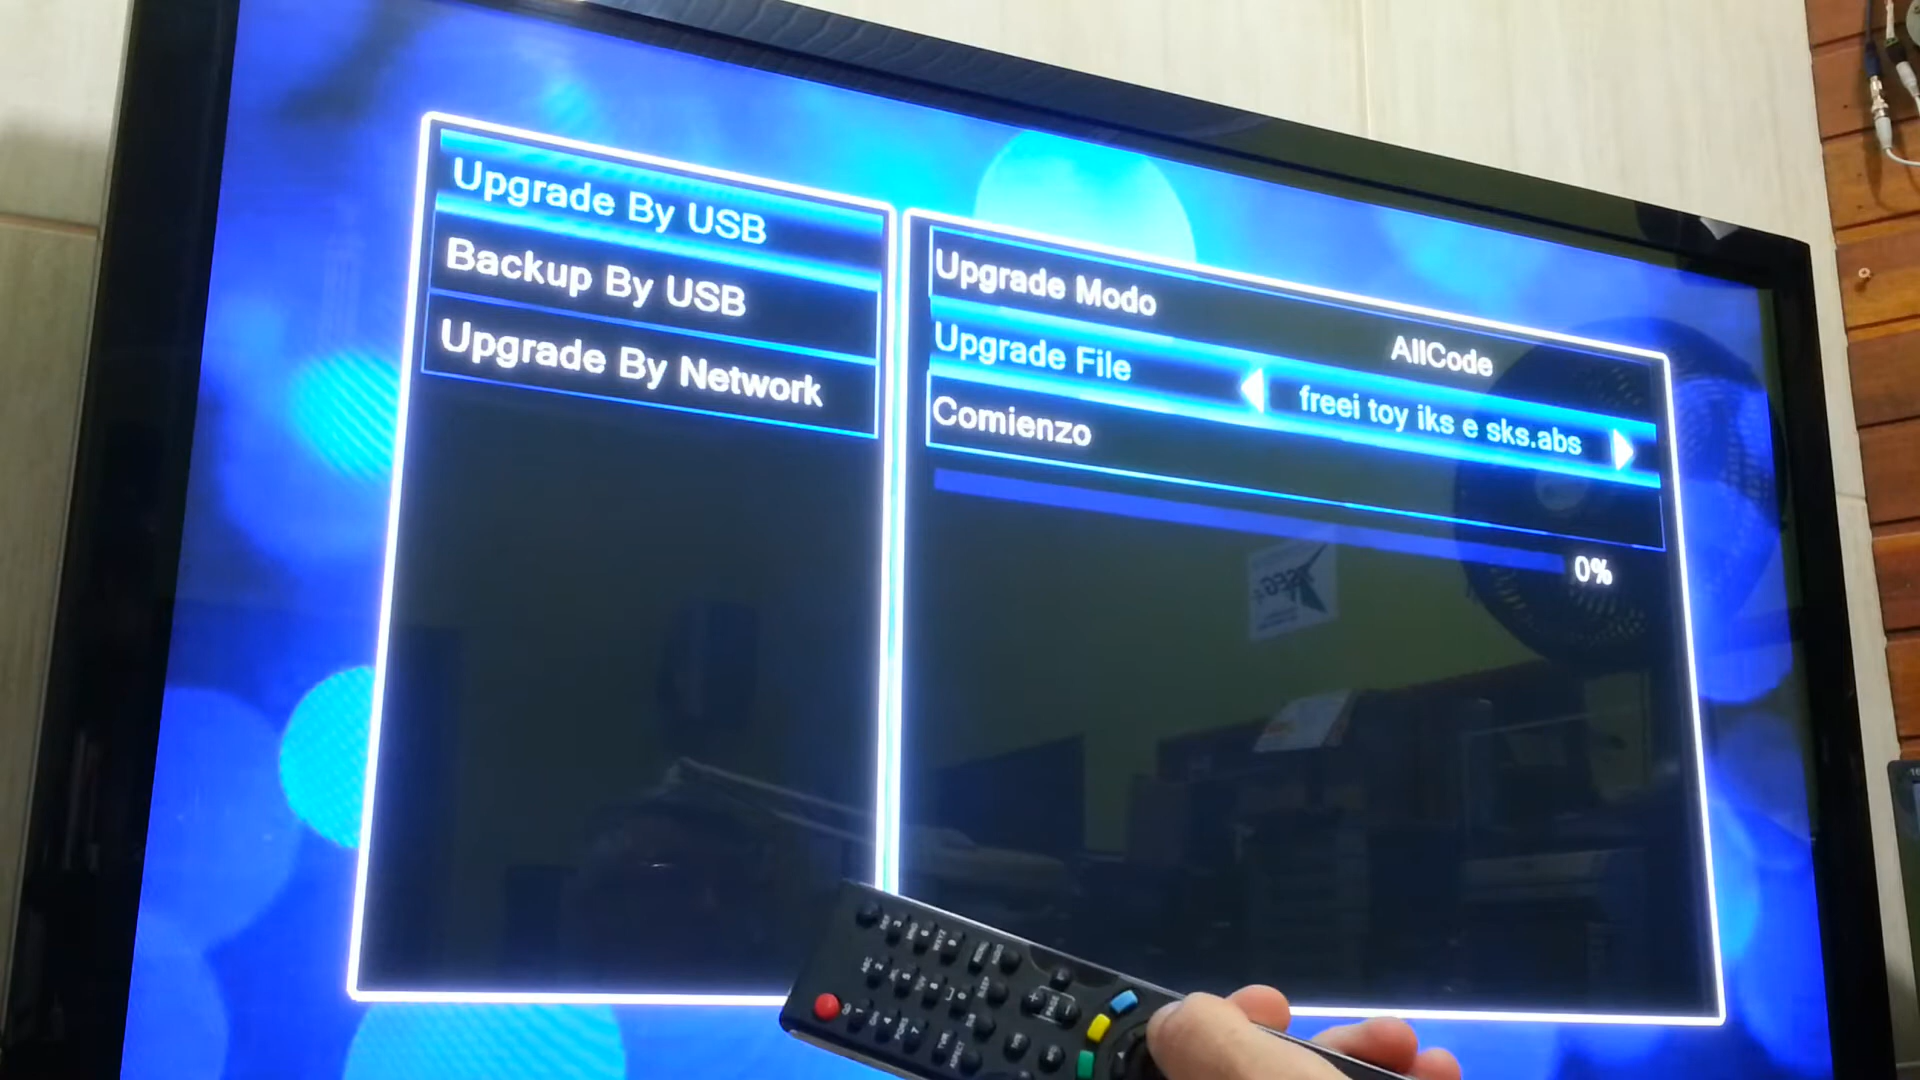 Upgrade By USB
Backup By USB
Upgrade By Network
Upgrade Modo
AllCode
Upgrade File
freei toy iks e sks.abs
Comienzo
0%